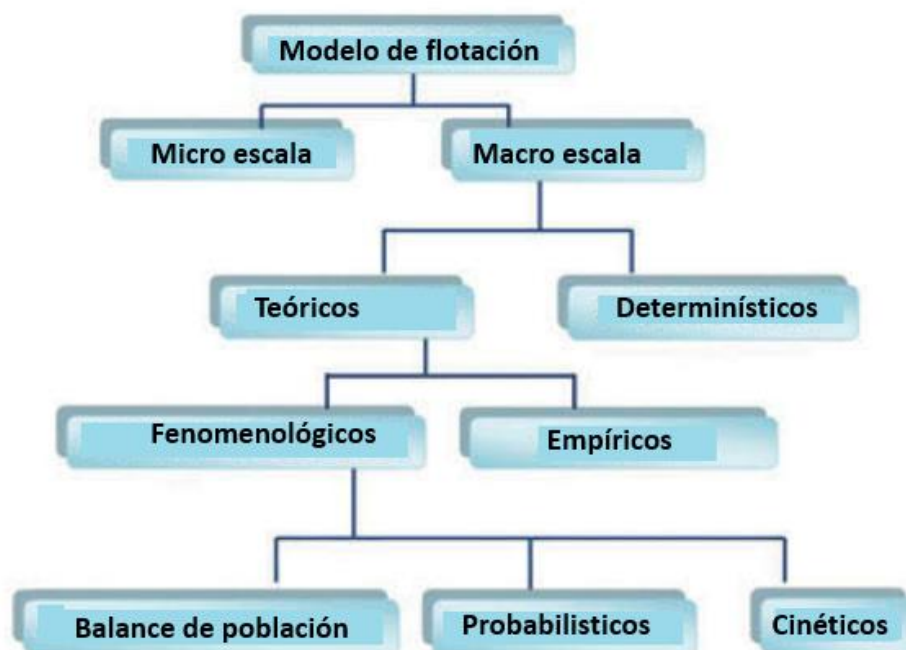 Modelo de flotación
Micro escala
Macro escala
Teóricos
Determinísticos
Fenomenológicos
Empíricos
Balance de población
Probabilisticos
Cinéticos